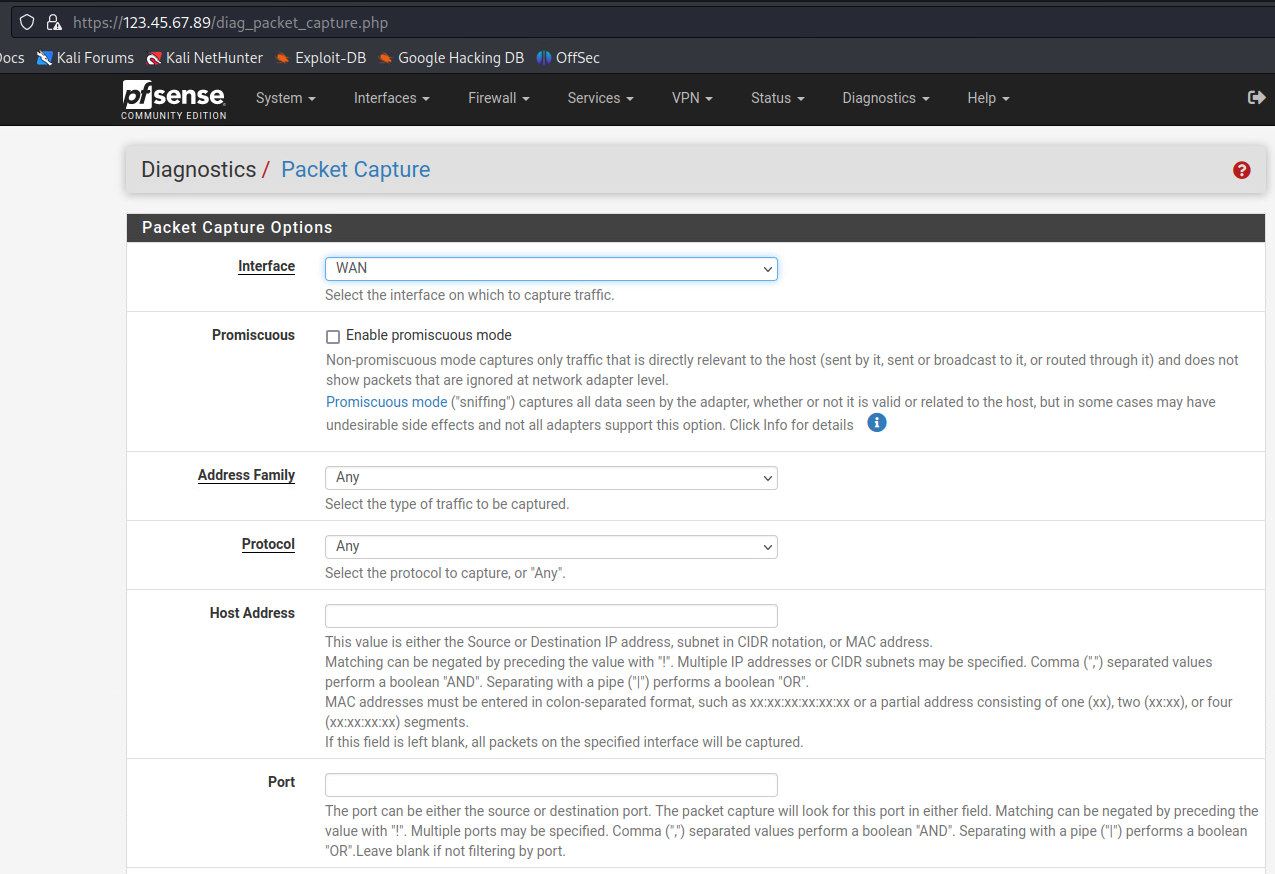 https://123.45.67.89/diag_packet_capture.php
Docs Kali Forums Kali NetHunter Exploit-DB Google Hacking DB OffSec
pfsense System Interfaces Firewall Services VPN Status Diagnostics Help
COMMUNITY EDITION
Diagnostics / Packet Capture
Packet Capture Options
Interface WAN
Select the interface on which to capture traffic.
Promiscuous Enable promiscuous mode
Non-promiscuous mode captures only traffic that is directly relevant to the host (sent by it, sent or broadcast to it, or routed through it) and does not
show packets that are ignored at network adapter level.
Promiscuous mode ("sniffing") captures all data seen by the adapter, whether or not it is valid or related to the host, but in some cases may have
undesirable side effects and not all adapters support this option. Click Info for details
Address Family Any
Select the type of traffic to be captured.
Protocol Any
Select the protocol to capture, or "Any".
Host Address
This value is either the Source or Destination IP address, subnet in CIDR notation, or MAC address.
Matching can be negated by preceding the value with "!". Multiple IP addresses or CIDR subnets may be specified. Comma (",") separated values
perform a boolean "AND". Separating with a pipe ("|") performs a boolean "OR".
MAC addresses must be entered in colon-separated format, such as xx:xx:xx:xx:xx:xx or a partial address consisting of one (xx), two (xx:xx), or four
(xx:xx:xx:xx) segments.
If this field is left blank, all packets on the specified interface will be captured.
Port
The port can be either the source or destination port. The packet capture will look for this port in either field. Matching can be negated by preceding the
value with "!". Multiple ports may be specified. Comma (",") separated values perform a boolean "AND". Separating with a pipe ("|") performs a boolean
"OR".Leave blank if not filtering by port.